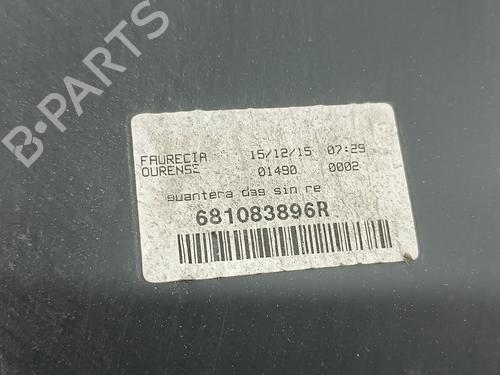 B-PARTS
FAURECIA 15/12/15 07:29
OURENSE 01490 0002
guantera dag sin re
681083896R